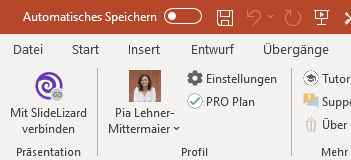 Automatisches Speichern
Datei Start Insert Entwurf Übergänge
Mit SlideLizard verbinden
Präsentation
Pia Lehner-Mittermaier
Einstellungen
PRO Plan
Profil
Tutor
Suppo
Über
Mehr